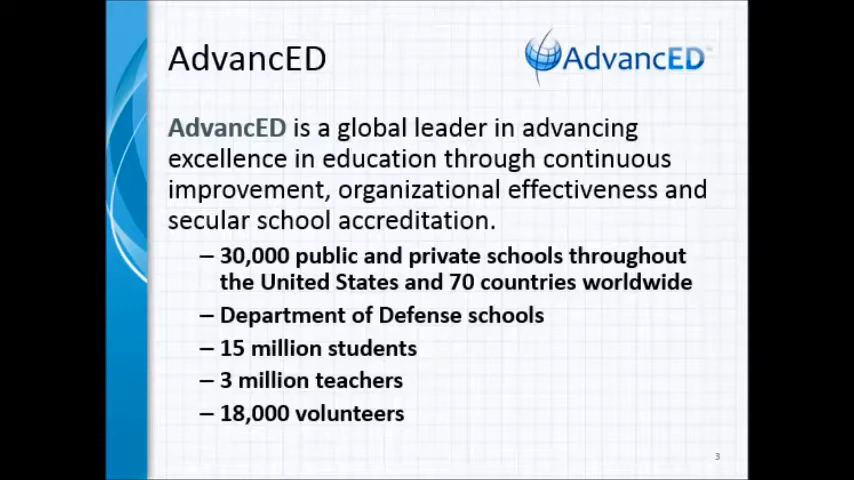 AdvancED
AdvancED™
AdvancED is a global leader in advancing
excellence in education through continuous
improvement, organizational effectiveness and
secular school accreditation.
– 30,000 public and private schools throughout
the United States and 70 countries worldwide
– Department of Defense schools
– 15 million students
– 3 million teachers
– 18,000 volunteers
3